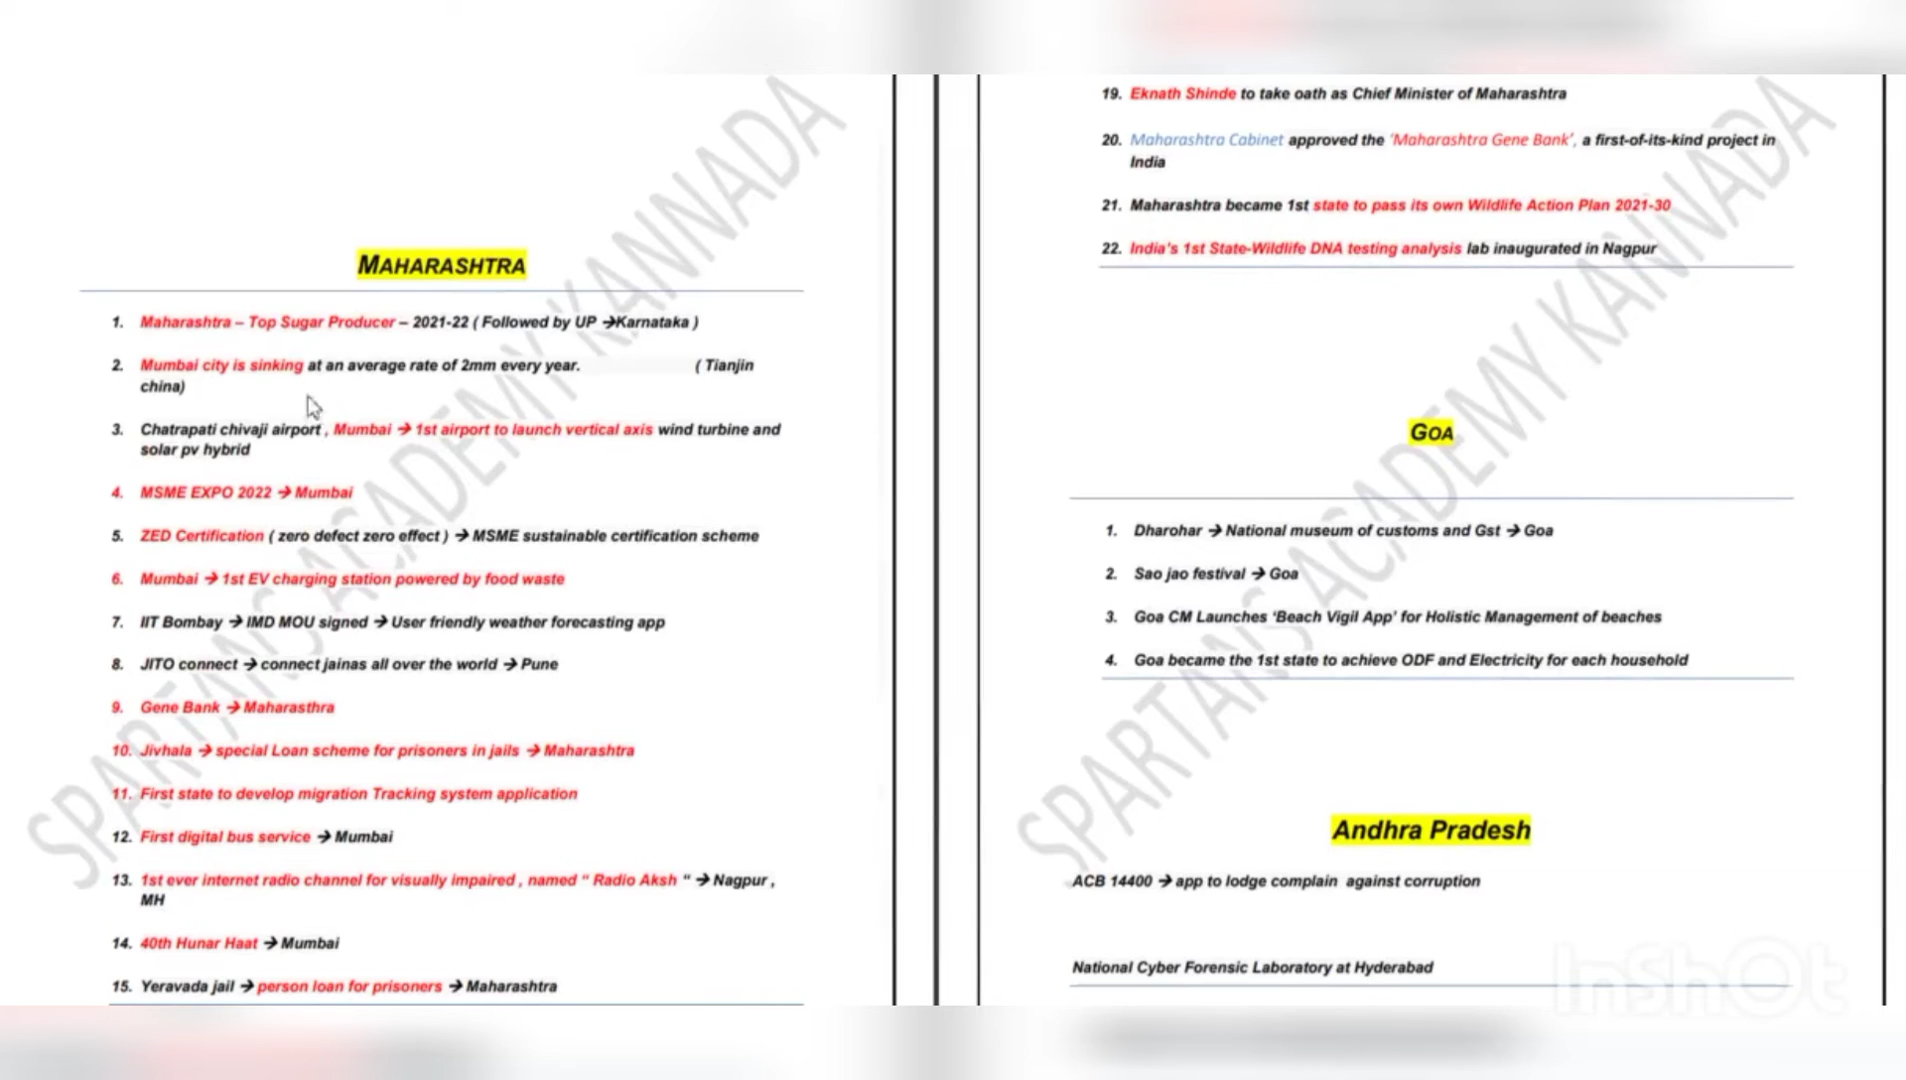 MAHARASHTRA
1. Maharashtra – Top Sugar Producer – 2021-22 ( Followed by UP →Karnataka )
2. Mumbai city is sinking at an average rate of 2mm every year. ( Tianjin
china)
3. Chatrapati chivaji airport , Mumbai → 1st airport to launch vertical axis wind turbine and
solar pv hybrid
4. MSME EXPO 2022 → Mumbai
5. ZED Certification ( zero defect zero effect ) → MSME sustainable certification scheme
6. Mumbai → 1st EV charging station powered by food waste
7. IIT Bombay → IMD MOU signed → User friendly weather forecasting app
8. JITO connect → connect jainas all over the world → Pune
9. Gene Bank → Maharasthra
10. Jivhala → special Loan scheme for prisoners in jails → Maharashtra
11. First state to develop migration Tracking system application
12. First digital bus service → Mumbai
13. 1st ever internet radio channel for visually impaired , named “ Radio Aksh “ → Nagpur ,
MH
14. 40th Hunar Haat → Mumbai
15. Yeravada jail → person loan for prisoners → Maharashtra
SPARTANS ACADEMY KANNADA
19. Eknath Shinde to take oath as Chief Minister of Maharashtra
20. Maharashtra Cabinet approved the ‘Maharashtra Gene Bank’, a first-of-its-kind project in
India
21. Maharashtra became 1st state to pass its own Wildlife Action Plan 2021-30
22. India's 1st State-Wildlife DNA testing analysis lab inaugurated in Nagpur
GOA
1. Dharohar → National museum of customs and Gst → Goa
2. Sao jao festival → Goa
3. Goa CM Launches ‘Beach Vigil App’ for Holistic Management of beaches
4. Goa became the 1st state to achieve ODF and Electricity for each household
Andhra Pradesh
ACB 14400 → app to lodge complain against corruption
National Cyber Forensic Laboratory at Hyderabad
SPARTANS ACADEMY KANNADA
InShOt